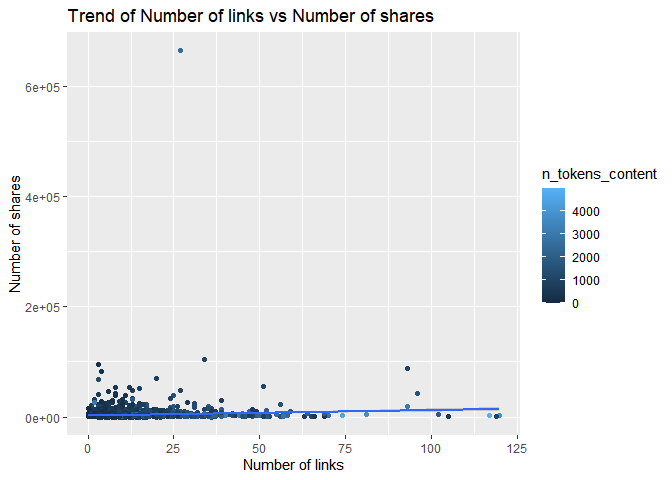 Trend of Number of links vs Number of shares
6e+05
4e+05
2e+05
0e+00
Number of shares
0
25
50
75
100
125
Number of links
n_tokens_content
4000
3000
2000
1000
0